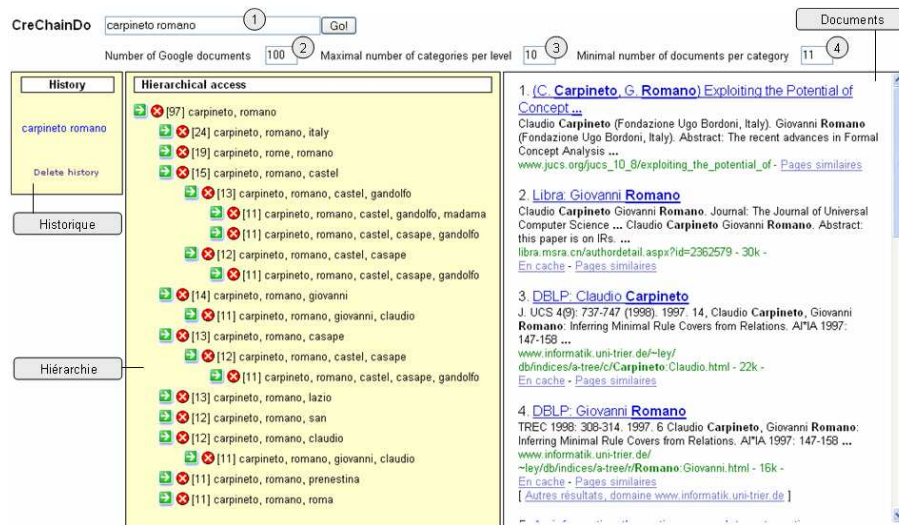 CreChainDo
carpineto romano
1
Go!
Documents
Number of Google documents 100 2 Maximal number of categories per level 10 3 Minimal number of documents per category 11 4
History
carpineto romano
Delete history
Historique
Hiérarchie
Hierarchical access
[97] carpineto, romano
[24] carpineto, romano, italy
[19] carpineto, rome, romano
[15] carpineto, romano, castel
[13] carpineto, romano, castel, gandolfo
[11] carpineto, romano, castel, gandolfo, madama
[11] carpineto, romano, castel, casape, gandolfo
[12] carpineto, romano, castel, casape
[11] carpineto, romano, castel, casape, gandolfo
[14] carpineto, romano, giovanni
[11] carpineto, romano, giovanni, claudio
[13] carpineto, romano, casape
[12] carpineto, romano, castel, casape
[11] carpineto, romano, castel, casape, gandolfo
[13] carpineto, romano, lazio
[12] carpineto, romano, san
[12] carpineto, romano, claudio
[11] carpineto, romano, giovanni, claudio
[11] carpineto, romano, prenestina
[11] carpineto, romano, roma
1. (C. Carpineto, G. Romano) Exploiting the Potential of
Concept ...
Claudio Carpineto (Fondazione Ugo Bordoni, Italy). Giovanni Romano
(Fondazione Ugo Bordoni, Italy). Abstract: The recent advances in Formal
Concept Analysis ...
www.jucs.org/jucs_10_8/exploiting_the_potential_of - Pages similaires
2. Libra: Giovanni Romano
Claudio Carpineto Giovanni Romano. Journal: The Journal of Universal
Computer Science ... Claudio Carpineto Giovanni Romano. Abstract:
this paper is on IRs. ...
libra.msra.cn/authordetail.aspx?id=2362579 - 30k -
En cache - Pages similaires
3. DBLP: Claudio Carpineto
J. UCS 4(9): 737-747 (1998). 1997. 14, Claudio Carpineto, Giovanni
Romano: Inferring Minimal Rule Covers from Relations. AI*IA 1997:
147-158 ...
www.informatik.uni-trier.de/~ley/
db/indices/a-tree/c/Carpineto:Claudio.html - 22k -
En cache - Pages similaires
4. DBLP: Giovanni Romano
TREC 1998: 308-314. 1997. 6 Claudio Carpineto, Giovanni Romano:
Inferring Minimal Rule Covers from Relations. AI*IA 1997: 147-158 ...
www.informatik.uni-trier.de/
~ley/db/indices/a-tree/r/Romano:Giovanni.html - 16k -
En cache - Pages similaires
[ Autres résultats, domaine www.informatik.uni-trier.de ]